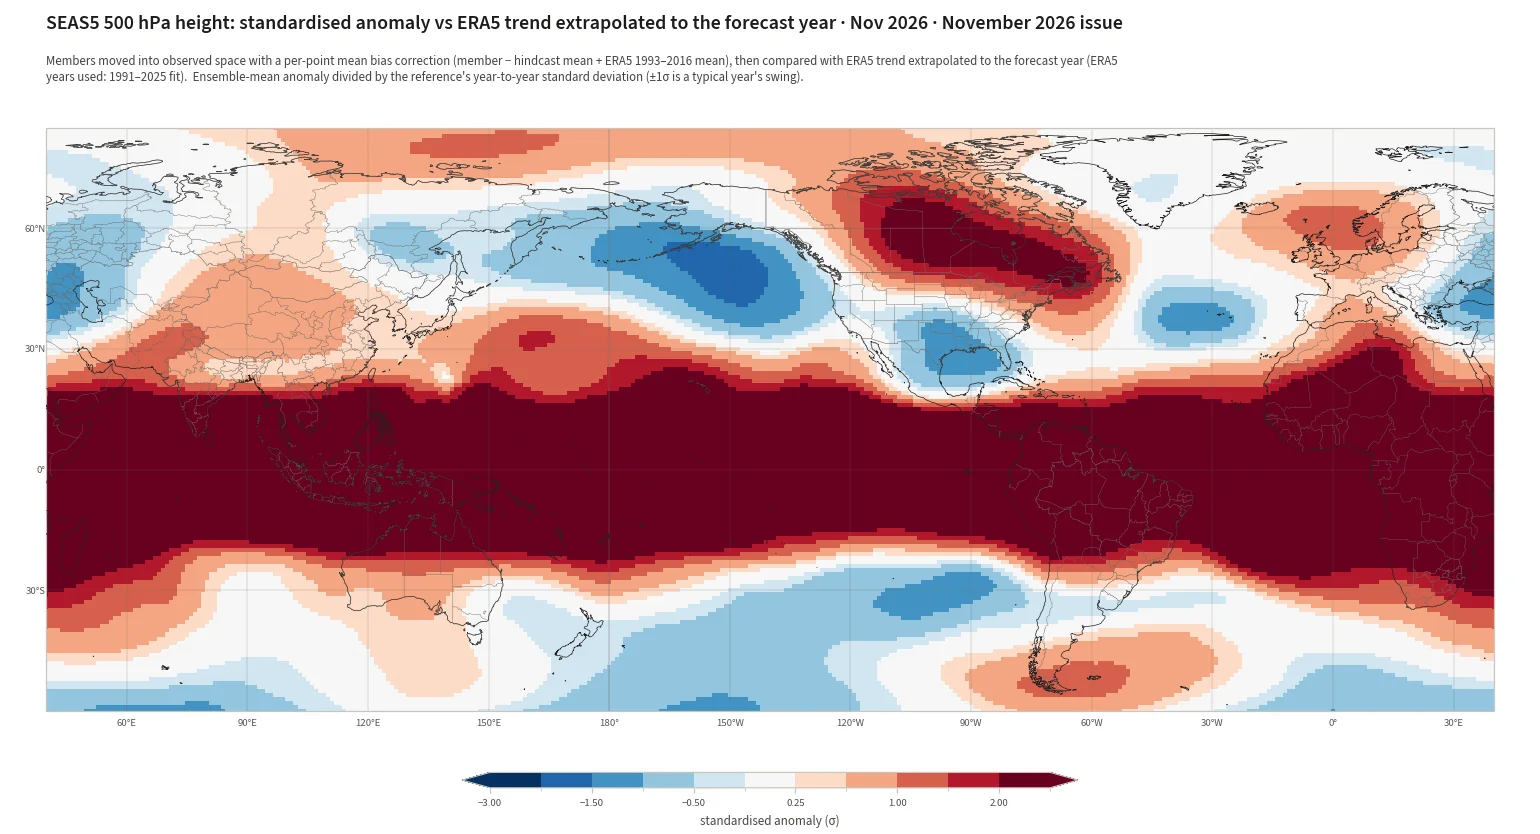 SEAS5 500 hPa height: standardised anomaly vs ERA5 trend extrapolated to the forecast year · Nov 2026 · November 2026 issue
Members moved into observed space with a per-point mean bias correction (member − hindcast mean + ERA5 1993–2016 mean), then compared with ERA5 trend extrapolated to the forecast year (ERA5
years used: 1991–2025 fit).  Ensemble-mean anomaly divided by the reference's year-to-year standard deviation (±1σ is a typical year's swing).
60°N
30°N
0°
30°S
60°E 90°E 120°E 150°E 180° 150°W 120°W 90°W 60°W 30°W 0° 30°E
−3.00 −1.50 −0.50 0.25 1.00 2.00
standardised anomaly (σ)